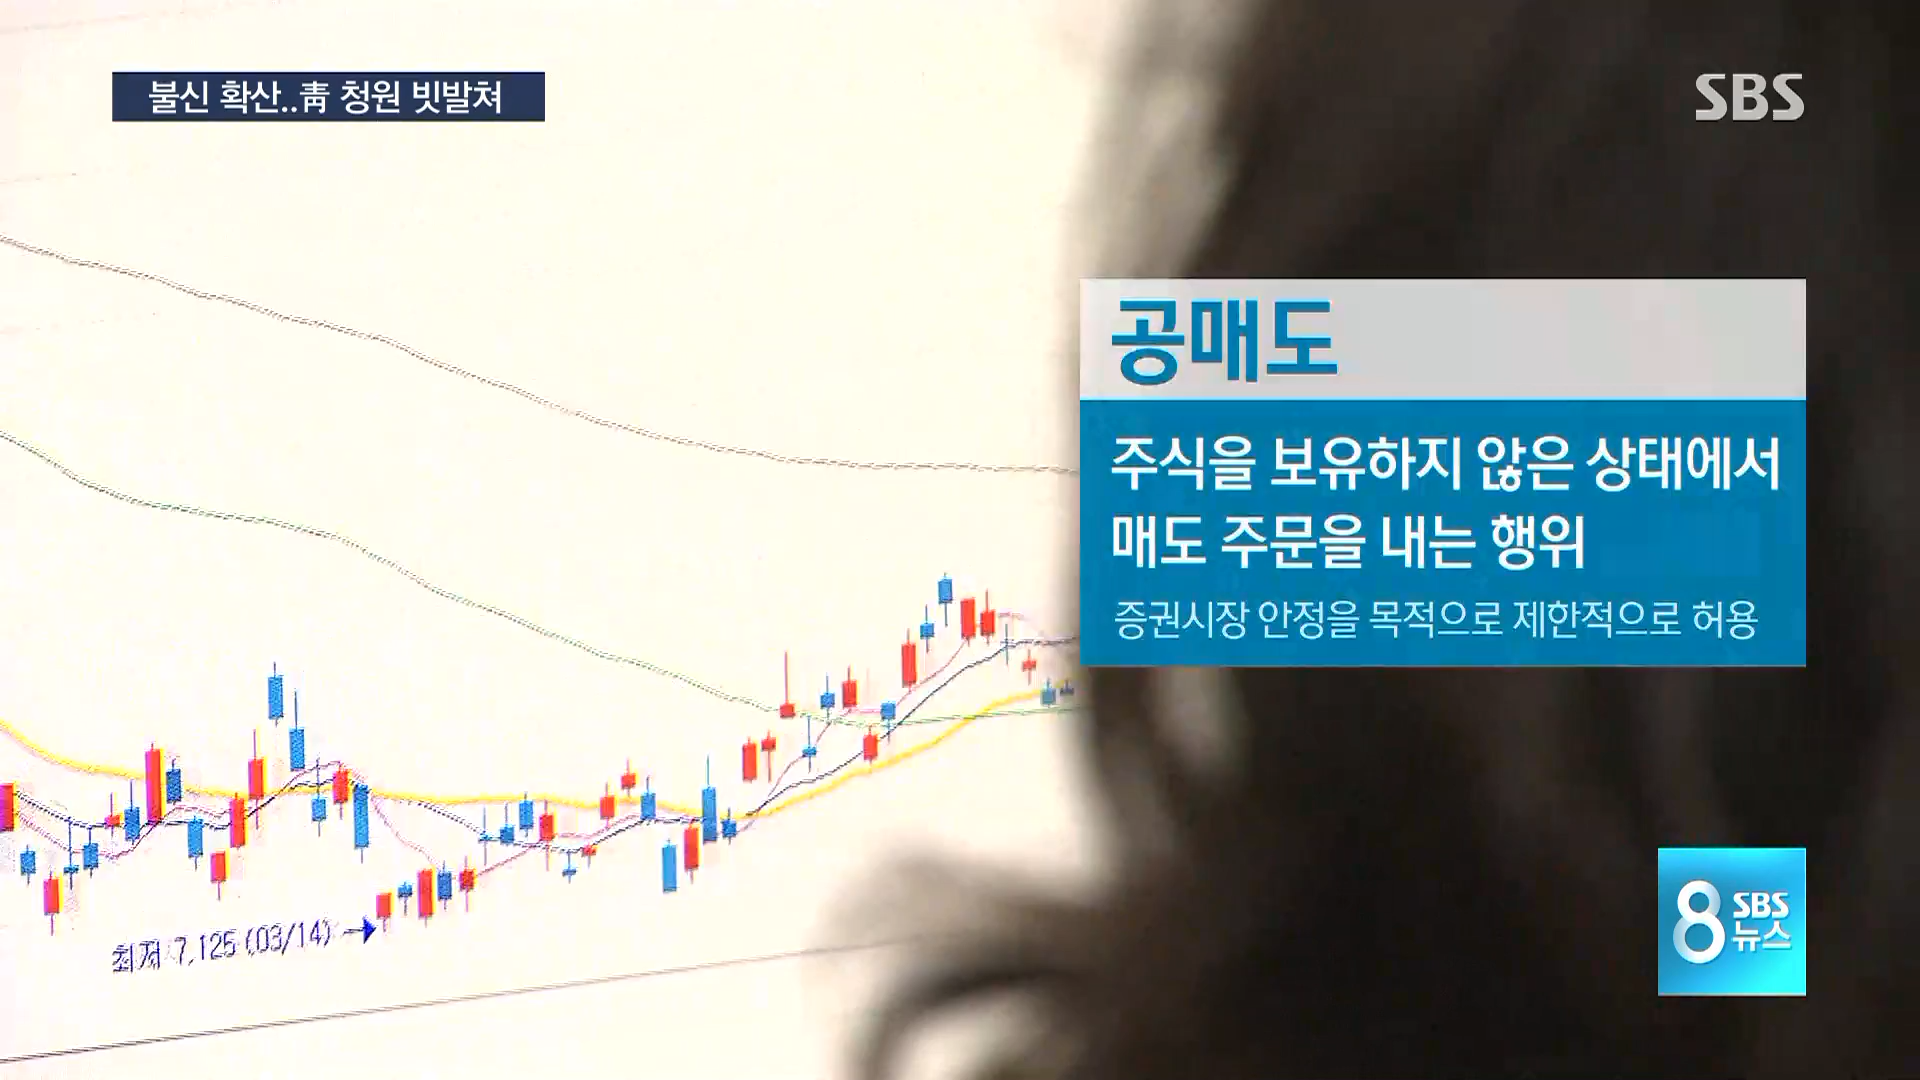 불신 확산..靑 청원 빗발쳐
SBS
공매도
주식을 보유하지 않은 상태에서
매도 주문을 내는 행위
증권시장 안정을 목적으로 제한적으로 허용
최저 7,125 (03/14)
8 SBS
뉴스